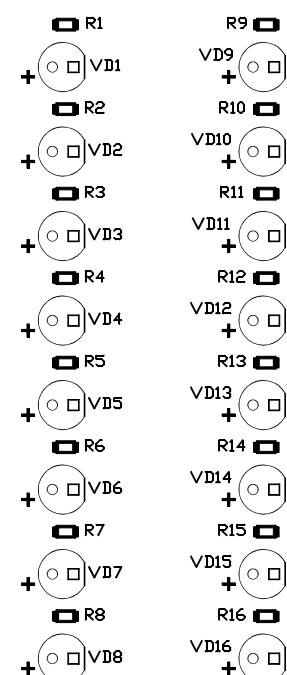 R1 R9
VD1 VD9
+ +
R2 R10
VD2 VD10
+ +
R3 R11
VD3 VD11
+ +
R4 R12
VD4 VD12
+ +
R5 R13
VD5 VD13
+ +
R6 R14
VD6 VD14
+ +
R7 R15
VD7 VD15
+ +
R8 R16
VD8 VD16
+ +